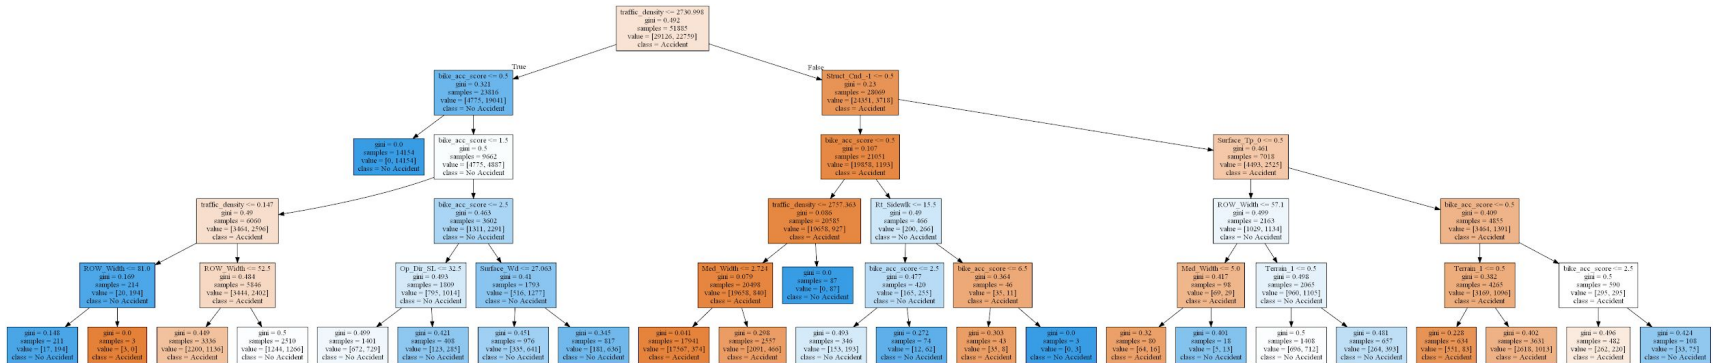 traffic_density <= 2730.998
gini = 0.492
samples = 51885
value = [29126, 22759]
class = Accident
True
False
bike_acc_score <= 0.5
gini = 0.321
samples = 23816
value = [4775, 19041]
class = No Accident
Struct_Cnd_-1 <= 0.5
gini = 0.23
samples = 28069
value = [24351, 3718]
class = Accident
gini = 0.0
samples = 14154
value = [0, 14154]
class = No Accident
bike_acc_score <= 1.5
gini = 0.5
samples = 9662
value = [4775, 4887]
class = No Accident
bike_acc_score <= 0.5
gini = 0.107
samples = 21051
value = [19858, 1193]
class = Accident
Surface_Tp_0 <= 0.5
gini = 0.461
samples = 7018
value = [4493, 2525]
class = Accident
traffic_density <= 0.147
gini = 0.49
samples = 6060
value = [3464, 2596]
class = Accident
bike_acc_score <= 2.5
gini = 0.463
samples = 3602
value = [1311, 2291]
class = No Accident
traffic_density <= 2757.363
gini = 0.086
samples = 20585
value = [19658, 927]
class = Accident
Rt_Sidewlk <= 15.5
gini = 0.49
samples = 466
value = [200, 266]
class = No Accident
ROW_Width <= 57.1
gini = 0.499
samples = 2163
value = [1029, 1134]
class = No Accident
bike_acc_score <= 0.5
gini = 0.409
samples = 4855
value = [3464, 1391]
class = Accident
ROW_Width <= 81.0
gini = 0.169
samples = 214
value = [20, 194]
class = No Accident
ROW_Width <= 52.5
gini = 0.484
samples = 5846
value = [3444, 2402]
class = Accident
Op_Dir_SL <= 32.5
gini = 0.493
samples = 1809
value = [795, 1014]
class = No Accident
Surface_Wd <= 27.063
gini = 0.41
samples = 1793
value = [516, 1277]
class = No Accident
Med_Width <= 2.724
gini = 0.079
samples = 20498
value = [19658, 840]
class = Accident
gini = 0.0
samples = 87
value = [0, 87]
class = No Accident
bike_acc_score <= 2.5
gini = 0.477
samples = 420
value = [165, 255]
class = No Accident
bike_acc_score <= 6.5
gini = 0.364
samples = 46
value = [35, 11]
class = Accident
Med_Width <= 5.0
gini = 0.417
samples = 98
value = [69, 29]
class = Accident
Terrain_1 <= 0.5
gini = 0.498
samples = 2065
value = [960, 1105]
class = No Accident
Terrain_1 <= 0.5
gini = 0.382
samples = 4265
value = [3169, 1096]
class = Accident
bike_acc_score <= 2.5
gini = 0.5
samples = 590
value = [295, 295]
class = Accident
gini = 0.148
samples = 211
value = [17, 194]
class = No Accident
gini = 0.0
samples = 3
value = [3, 0]
class = Accident
gini = 0.449
samples = 3336
value = [2200, 1136]
class = Accident
gini = 0.5
samples = 2510
value = [1244, 1266]
class = No Accident
gini = 0.499
samples = 1401
value = [672, 729]
class = No Accident
gini = 0.421
samples = 408
value = [123, 285]
class = No Accident
gini = 0.451
samples = 976
value = [335, 641]
class = No Accident
gini = 0.345
samples = 817
value = [181, 636]
class = No Accident
gini = 0.041
samples = 17941
value = [17567, 374]
class = Accident
gini = 0.298
samples = 2557
value = [2091, 466]
class = Accident
gini = 0.493
samples = 346
value = [153, 193]
class = No Accident
gini = 0.272
samples = 74
value = [12, 62]
class = No Accident
gini = 0.303
samples = 43
value = [35, 8]
class = Accident
gini = 0.0
samples = 3
value = [0, 3]
class = No Accident
gini = 0.32
samples = 80
value = [64, 16]
class = Accident
gini = 0.401
samples = 18
value = [5, 13]
class = No Accident
gini = 0.5
samples = 1408
value = [696, 712]
class = No Accident
gini = 0.481
samples = 657
value = [264, 393]
class = No Accident
gini = 0.228
samples = 634
value = [551, 83]
class = Accident
gini = 0.402
samples = 3631
value = [2618, 1013]
class = Accident
gini = 0.496
samples = 482
value = [262, 220]
class = Accident
gini = 0.424
samples = 108
value = [33, 75]
class = No Accident